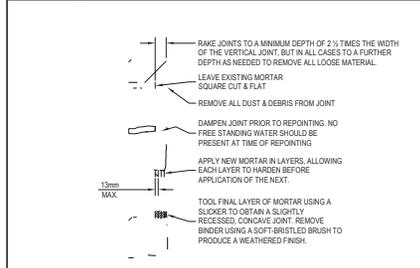 RAKE JOINTS TO A MINIMUM DEPTH OF 2 ½ TIMES THE WIDTH
OF THE VERTICAL JOINT, BUT IN ALL CASES TO A FURTHER
DEPTH AS NEEDED TO REMOVE ALL LOOSE MATERIAL.
LEAVE EXISTING MORTAR
SQUARE CUT & FLAT
REMOVE ALL DUST & DEBRIS FROM JOINT
DAMPEN JOINT PRIOR TO REPOINTING. NO
FREE STANDING WATER SHOULD BE
PRESENT AT TIME OF REPOINTING
APPLY NEW MORTAR IN LAYERS, ALLOWING
EACH LAYER TO HARDEN BEFORE
APPLICATION OF THE NEXT.
13mm
MAX.
TOOL FINAL LAYER OF MORTAR USING A
SLICKER TO OBTAIN A SLIGHTLY
RECESSED, CONCAVE JOINT. REMOVE
BINDER USING A SOFT-BRISTLED BRUSH TO
PRODUCE A WEATHERED FINISH.